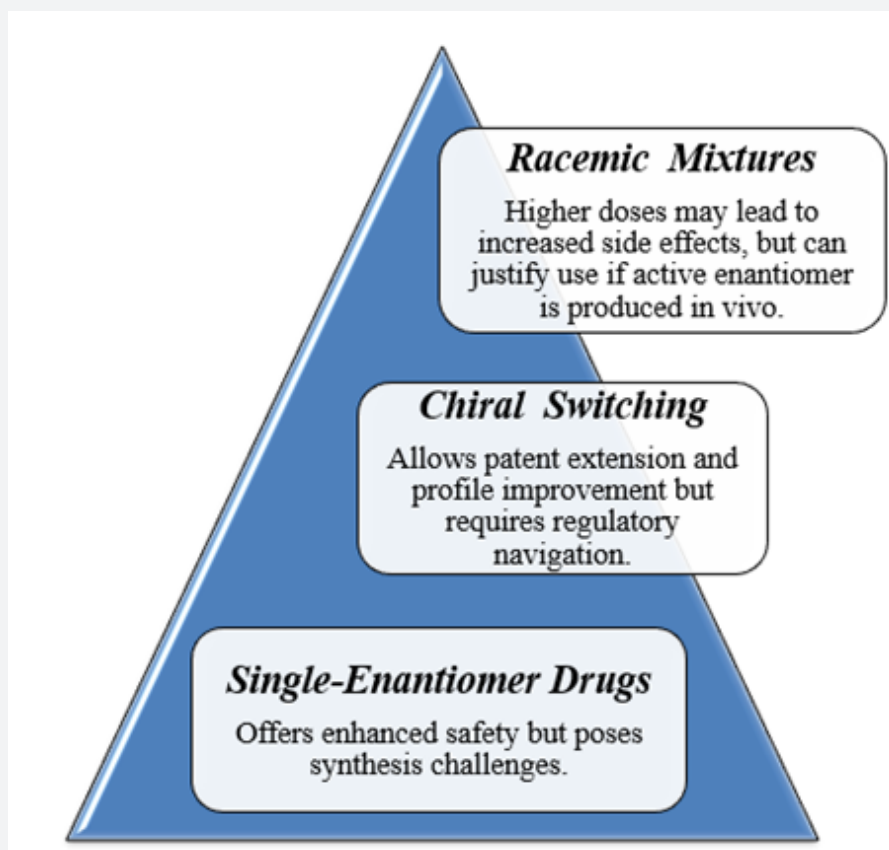 Racemic Mixtures
Higher doses may lead to
increased side effects, but can
justify use if active enantiomer
is produced in vivo.
Chiral Switching
Allows patent extension and
profile improvement but
requires regulatory
navigation.
Single-Enantiomer Drugs
Offers enhanced safety but poses
synthesis challenges.